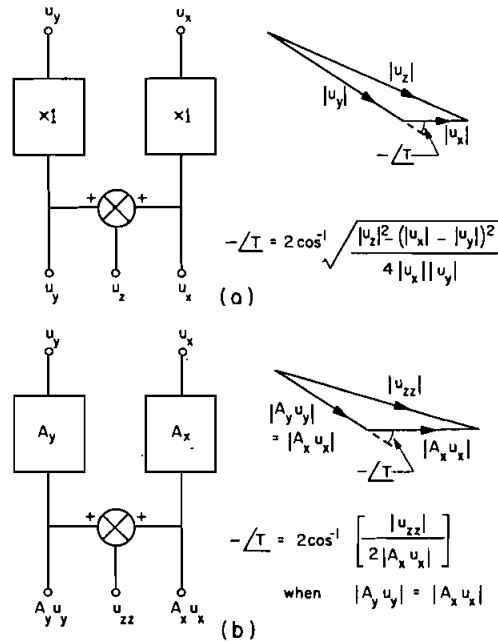 u_y u_x
×1 ×1
|u_z|
|u_y|
|u_x|
-∠T
+ +
u_y u_z u_x
-∠T = 2 cos⁻¹ √((|u_z|² - (|u_x| - |u_y|)²) / (4 |u_x| |u_y|))
(a)
u_y u_x
A_y A_x
|u_zz|
|A_y u_y|
= |A_x u_x|
|A_x u_x|
-∠T
+ +
A_y u_y u_zz A_x u_x
-∠T = 2cos⁻¹ [|u_zz| / (2|A_x u_x|)]
when |A_y u_y| = |A_x u_x|
(b)